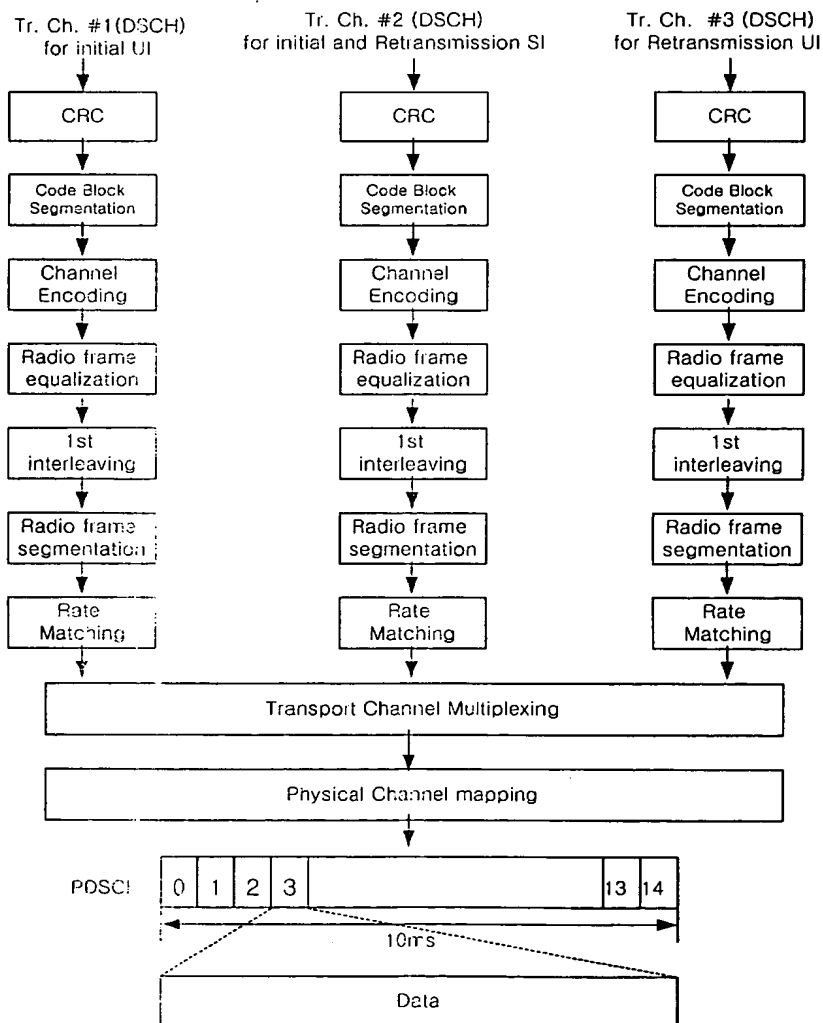 Tr. Ch. #1(DSCH)
for initial UI
Tr. Ch. #2 (DSCH)
for initial and Retransmission SI
Tr. Ch. #3 (DSCH)
for Retransmission UI
CRC
CRC
CRC
Code Block
Segmentation
Code Block
Segmentation
Code Block
Segmentation
Channel
Encoding
Channel
Encoding
Channel
Encoding
Radio frame
equalization
Radio frame
equalization
Radio frame
equalization
1st
interleaving
1st
interleaving
1st
interleaving
Radio frame
segmentation
Radio frame
segmentation
Radio frame
segmentation
Rate
Matching
Rate
Matching
Rate
Matching
Transport Channel Multiplexing
Physical Channel mapping
PDSCH 0 1 2 3 13 14
10ms
Data